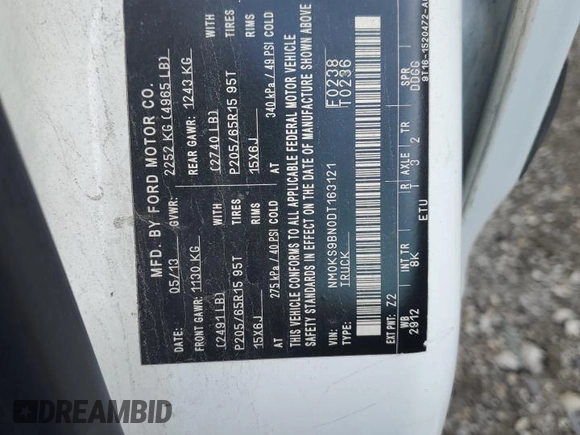 MFD. BY FORD MOTOR CO.
05/13 GVWR: 2252 KG (4965 LB)
FRONT GAWR: 1130 KG REAR GAWR: 1243 KG
(2491 LB) WITH (2740 LB) WITH
P205/65R15 95T TIRES P205/65R15 95T TIRES
15X6J RIMS 15X6J RIMS
AT 275 kPa / 40 PSI COLD AT 340 kPa / 49 PSI COLD
THIS VEHICLE CONFORMS TO ALL APPLICABLE FEDERAL MOTOR VEHICLE
SAFETY STANDARDS IN EFFECT ON THE DATE OF MANUFACTURE SHOWN ABOVE.
VIN: NM0KS9BN0DT163121 F0238
TYPE: TRUCK T0236
EXT PNT: Z2
WB INT TR R AXLE TR SPR
2912 8K T 3 2 DDGG
ETU
DREAMBID